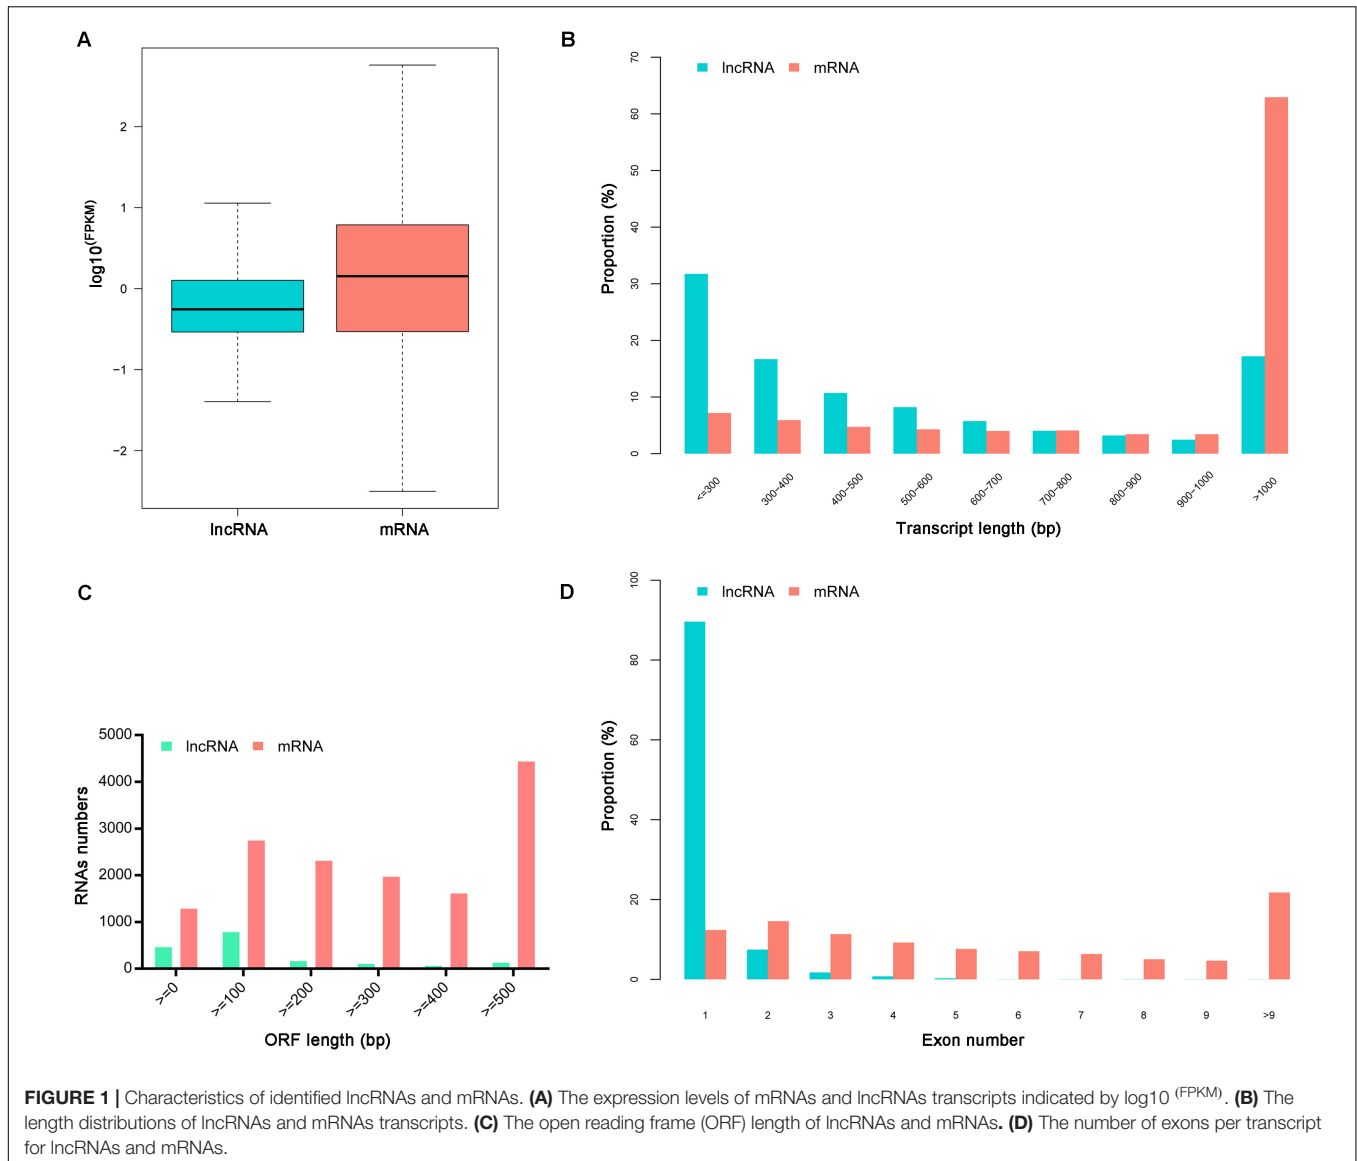 A
2
1
0
−1
−2
log10(FPKM)
lncRNA
mRNA
B
lncRNA
mRNA
70
60
50
40
30
20
10
0
Proportion (%)
<=300
300~400
400~500
500~600
600~700
700~800
800~900
900~1000
>1000
Transcript length (bp)
C
lncRNA
mRNA
5000
4000
3000
2000
1000
0
RNAs numbers
>=0
>=100
>=200
>=300
>=400
>=500
ORF length (bp)
D
lncRNA
mRNA
100
80
60
40
20
0
Proportion (%)
1
2
3
4
5
6
7
8
9
>9
Exon number
FIGURE 1 | Characteristics of identified lncRNAs and mRNAs. (A) The expression levels of mRNAs and lncRNAs transcripts indicated by log10 (FPKM). (B) The
length distributions of lncRNAs and mRNAs transcripts. (C) The open reading frame (ORF) length of lncRNAs and mRNAs. (D) The number of exons per transcript
for lncRNAs and mRNAs.